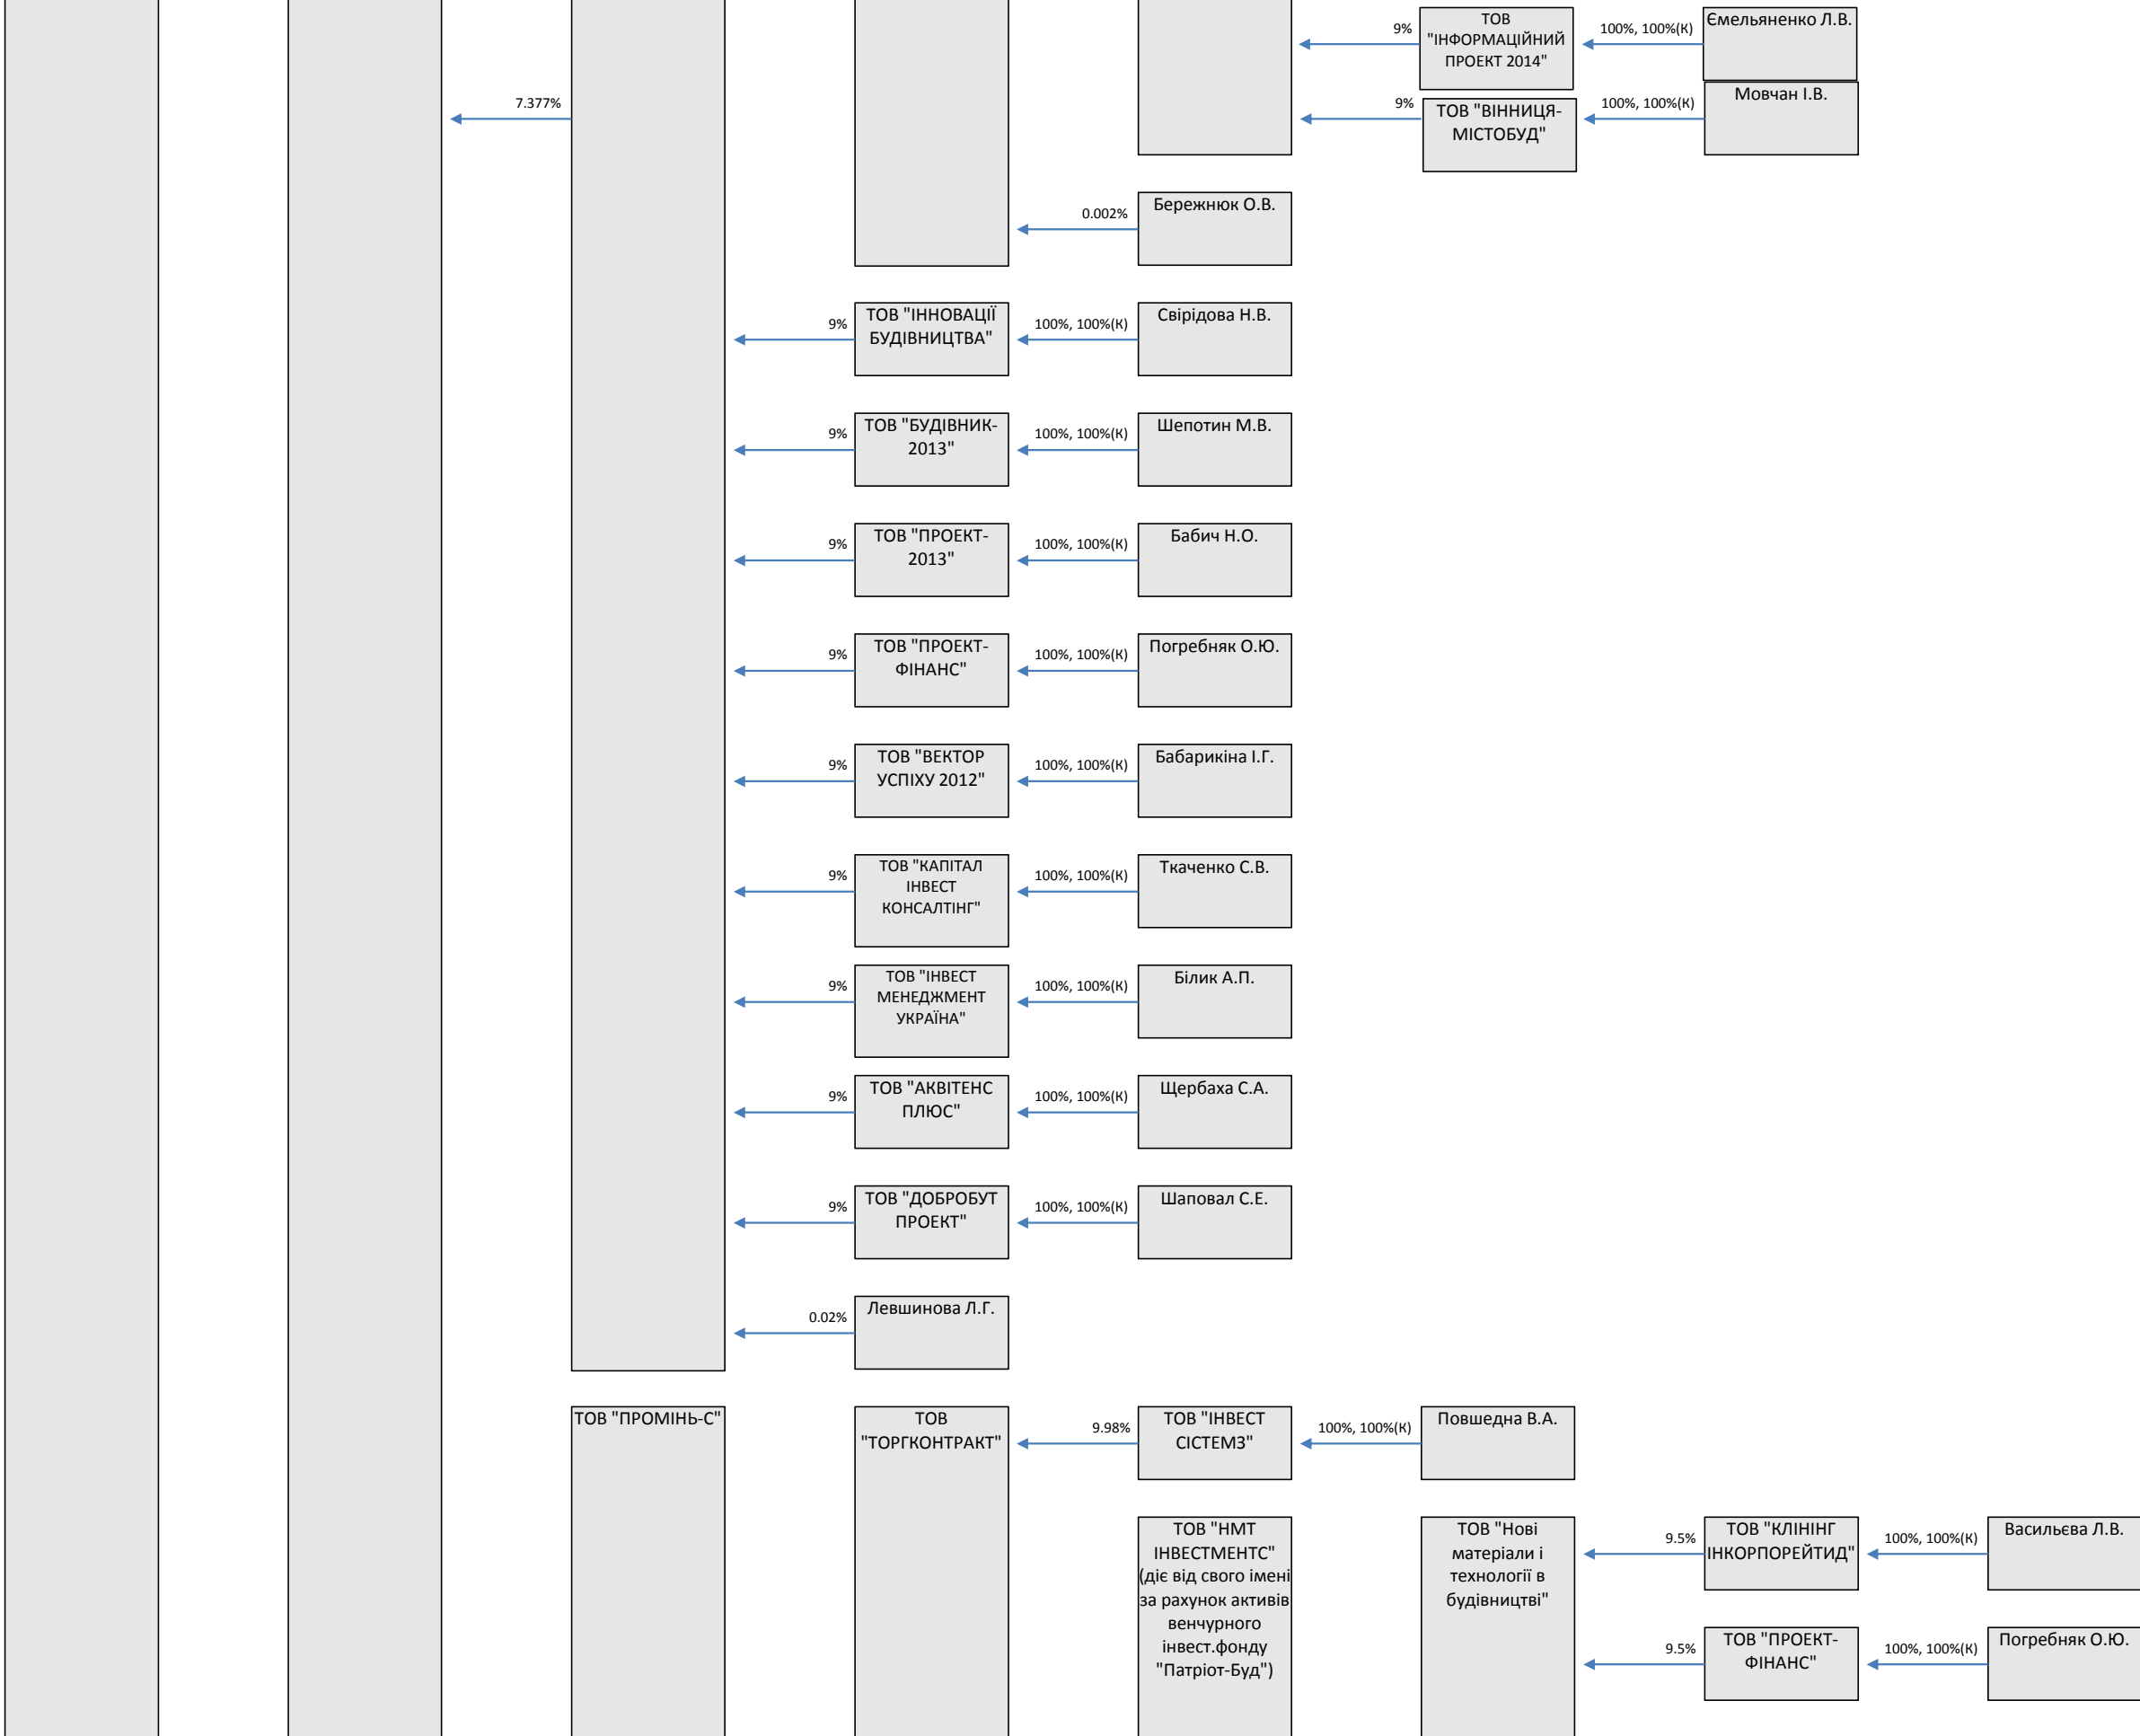 9%
ТОВ
"ІНФОРМАЦІЙНИЙ
ПРОЕКТ 2014"
100%, 100%(К)
Ємельяненко Л.В.
7.377%
9%
ТОВ "ВІННИЦЯ-
МІСТОБУД"
100%, 100%(К)
Мовчан І.В.
0.002%
Бережнюк О.В.
9%
ТОВ "ІННОВАЦІЇ
БУДІВНИЦТВА"
100%, 100%(К)
Свірідова Н.В.
9%
ТОВ "БУДІВНИК-
2013"
100%, 100%(К)
Шепотин М.В.
9%
ТОВ "ПРОЕКТ-
2013"
100%, 100%(К)
Бабич Н.О.
9%
ТОВ "ПРОЕКТ-
ФІНАНС"
100%, 100%(К)
Погребняк О.Ю.
9%
ТОВ "ВЕКТОР
УСПІХУ 2012"
100%, 100%(К)
Бабарикіна І.Г.
9%
ТОВ "КАПІТАЛ
ІНВЕСТ
КОНСАЛТІНГ"
100%, 100%(К)
Ткаченко С.В.
9%
ТОВ "ІНВЕСТ
МЕНЕДЖМЕНТ
УКРАЇНА"
100%, 100%(К)
Білик А.П.
9%
ТОВ "АКВІТЕНС
ПЛЮС"
100%, 100%(К)
Щербаха С.А.
9%
ТОВ "ДОБРОБУТ
ПРОЕКТ"
100%, 100%(К)
Шаповал С.Е.
0.02%
Левшинова Л.Г.
ТОВ "ПРОМІНЬ-С"
ТОВ
"ТОРГКОНТРАКТ"
9.98%
ТОВ "ІНВЕСТ
СІСТЕМЗ"
100%, 100%(К)
Повшедна В.А.
ТОВ "НМТ
ІНВЕСТМЕНТС"
(діє від свого імені
за рахунок активів
венчурного
інвест.фонду
"Патріот-Буд")
ТОВ "Нові
матеріали і
технології в
будівництві"
9.5%
ТОВ "КЛІНІНГ
ІНКОРПОРЕЙТИД"
100%, 100%(К)
Васильєва Л.В.
9.5%
ТОВ "ПРОЕКТ-
ФІНАНС"
100%, 100%(К)
Погребняк О.Ю.